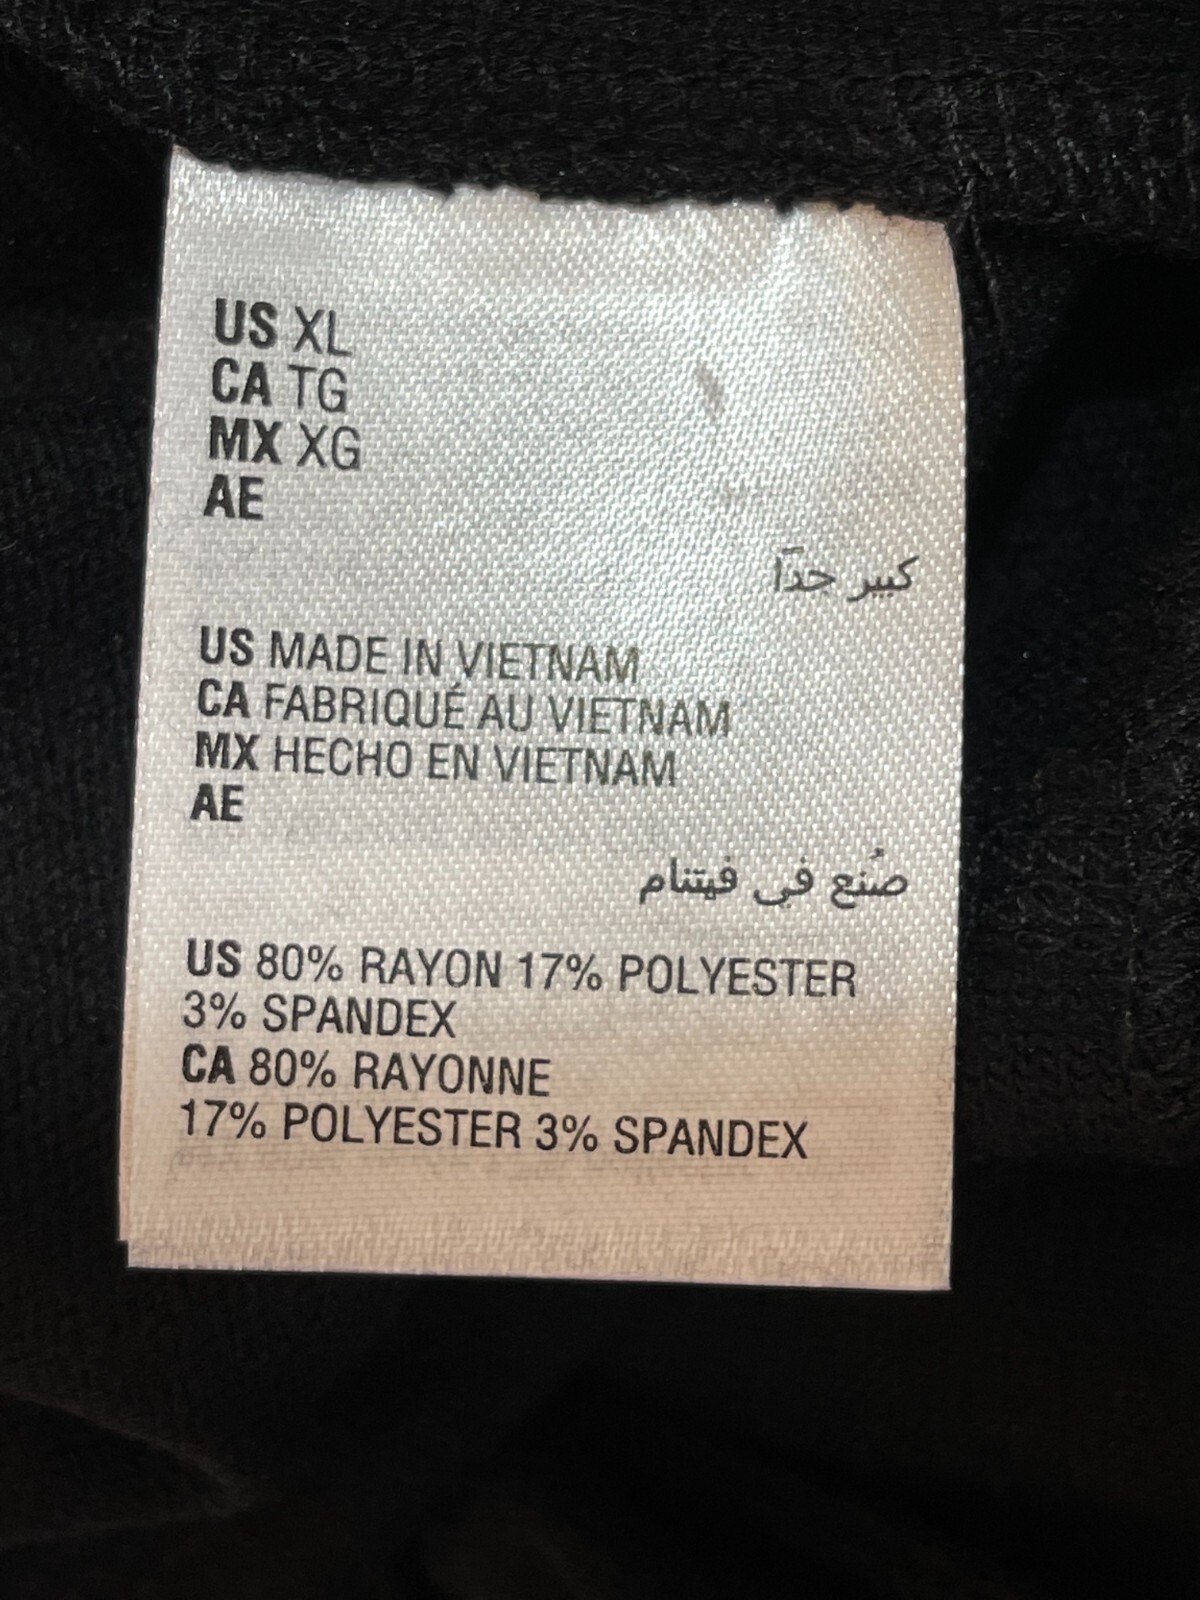 US XL
CA TG
MX XG
AE
كبير جدًا
US MADE IN VIETNAM
CA FABRIQUÉ AU VIETNAM
MX HECHO EN VIETNAM
AE
صُنع في فيتنام
US 80% RAYON 17% POLYESTER
3% SPANDEX
CA 80% RAYONNE
17% POLYESTER 3% SPANDEX